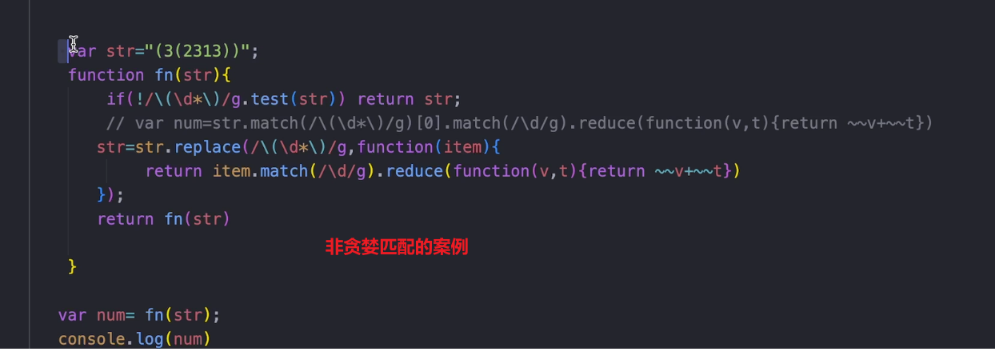 var str="(3(2313))";
function fn(str){
if(!/\(\d*\)/g.test(str)) return str;
// var num=str.match(/\(\d*\)/g)[0].match(/\d/g).reduce(function(v,t){return ~~v+~~t})
str=str.replace(/\(\d*\)/g,function(item){
return item.match(/\d/g).reduce(function(v,t){return ~~v+~~t})
});
return fn(str)
非贪婪匹配的案例
}
var num= fn(str);
console.log(num)